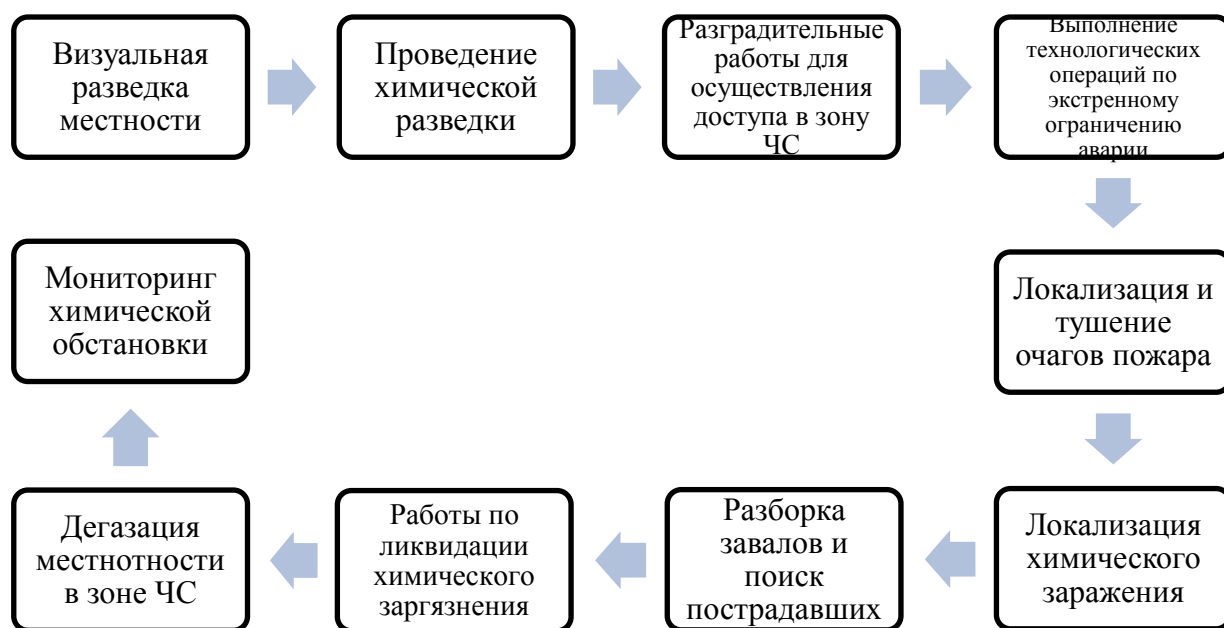 Визуальная
разведка
местности
Проведение
химической
разведки
Разградительные
работы для
осуществления
доступа в зону
ЧС
Выполнение
технологических
операций по
экстренному
ограничению
аварии
Локализация и
тушение
очагов пожара
Локализация
химического
заражения
Разборка
завалов и
поиск
пострадавших
Работы по
ликвидации
химического
заргязнения
Дегазация
местнотности
в зоне ЧС
Мониторинг
химической
обстановки